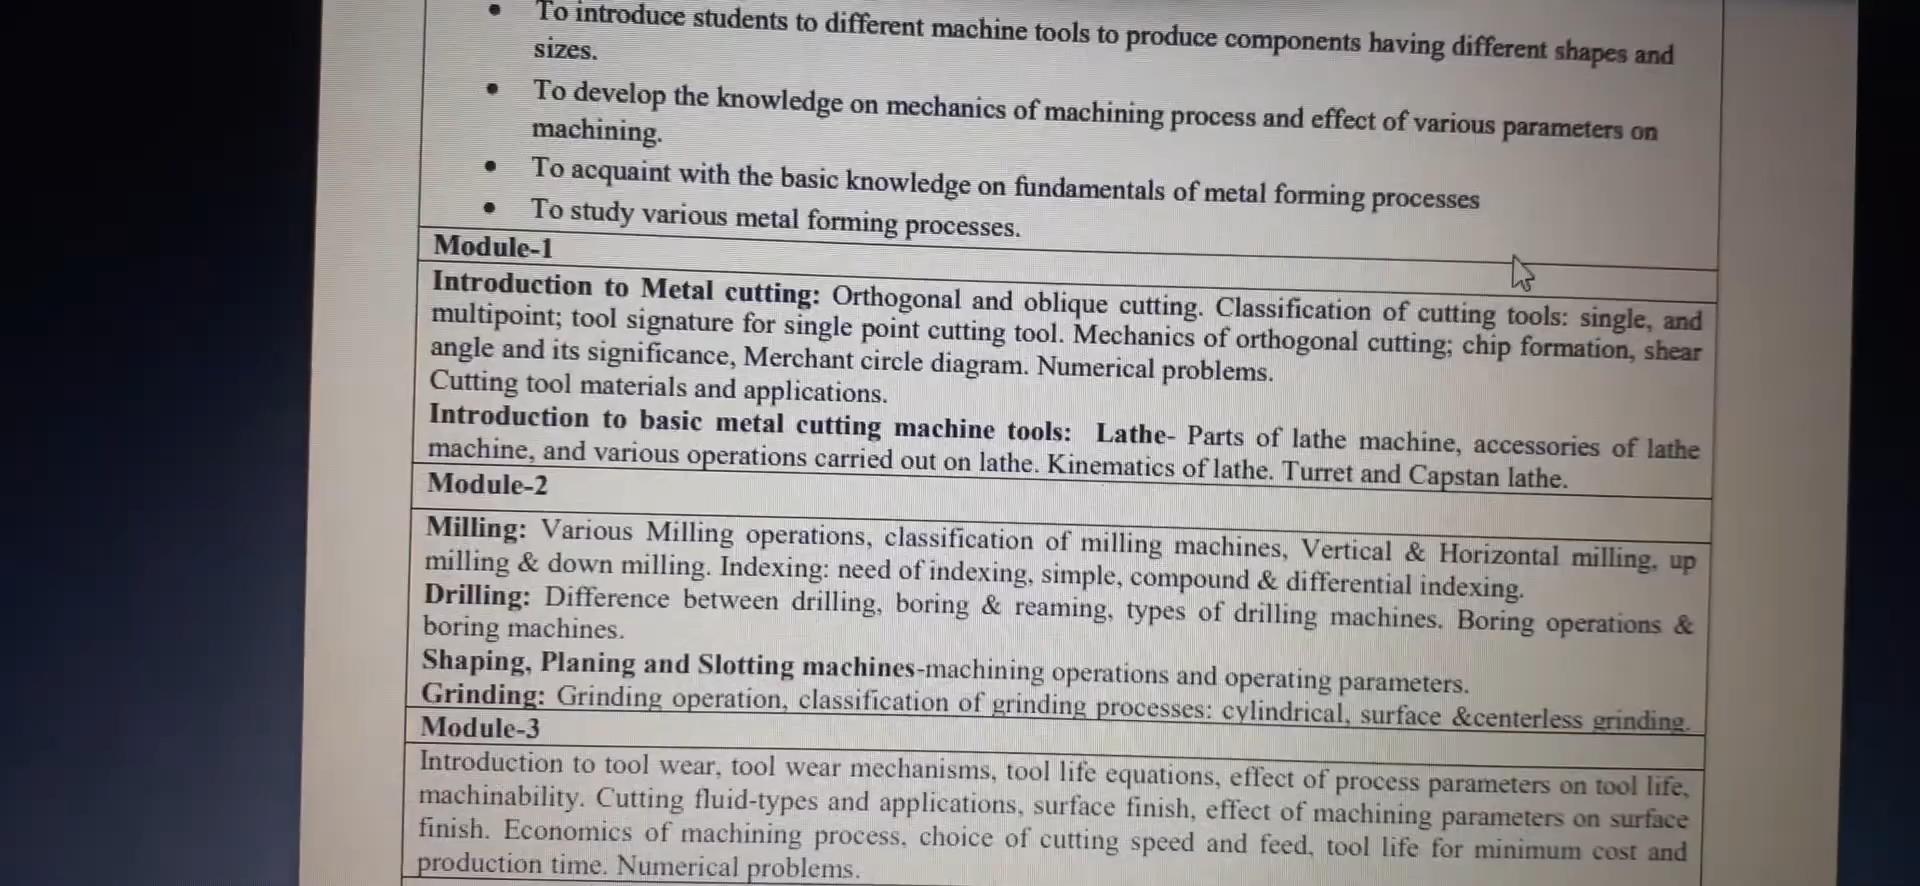 • To introduce students to different machine tools to produce components having different shapes and
sizes.
• To develop the knowledge on mechanics of machining process and effect of various parameters on
machining.
• To acquaint with the basic knowledge on fundamentals of metal forming processes
• To study various metal forming processes.
Module-1
Introduction to Metal cutting: Orthogonal and oblique cutting. Classification of cutting tools: single, and
multipoint; tool signature for single point cutting tool. Mechanics of orthogonal cutting; chip formation, shear
angle and its significance, Merchant circle diagram. Numerical problems.
Cutting tool materials and applications.
Introduction to basic metal cutting machine tools: Lathe- Parts of lathe machine, accessories of lathe
machine, and various operations carried out on lathe. Kinematics of lathe. Turret and Capstan lathe.
Module-2
Milling: Various Milling operations, classification of milling machines, Vertical & Horizontal milling, up
milling & down milling. Indexing: need of indexing, simple, compound & differential indexing.
Drilling: Difference between drilling, boring & reaming, types of drilling machines. Boring operations &
boring machines.
Shaping, Planing and Slotting machines-machining operations and operating parameters.
Grinding: Grinding operation, classification of grinding processes: cylindrical, surface &centerless grinding.
Module-3
Introduction to tool wear, tool wear mechanisms, tool life equations, effect of process parameters on tool life,
machinability. Cutting fluid-types and applications, surface finish, effect of machining parameters on surface
finish. Economics of machining process, choice of cutting speed and feed, tool life for minimum cost and
production time. Numerical problems.